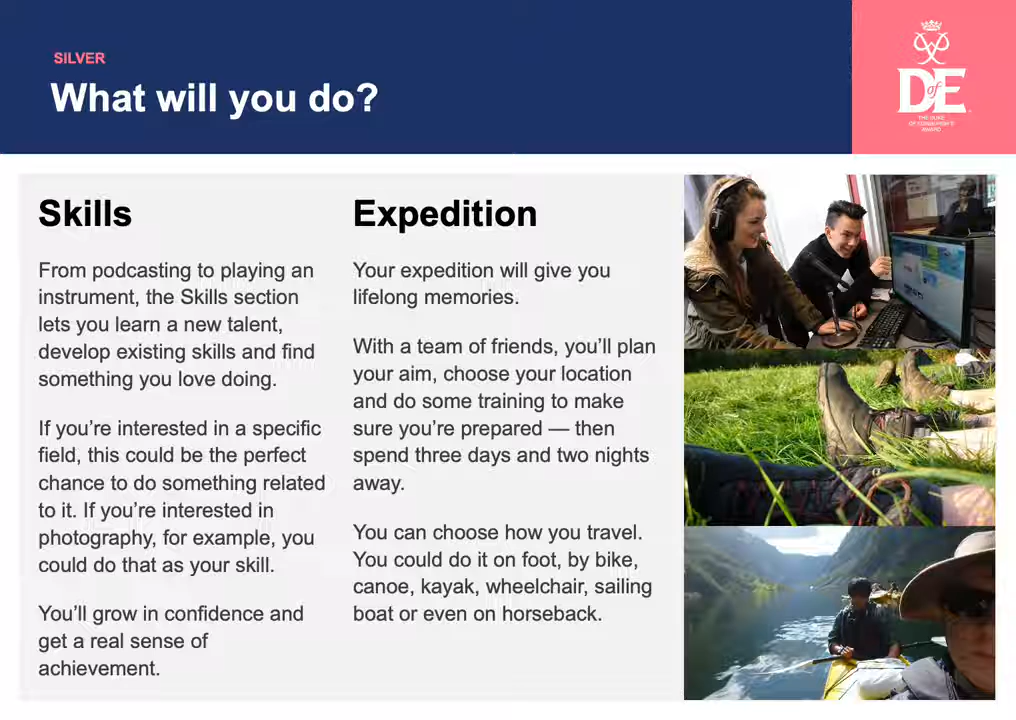 SILVER
What will you do?
DofE
THE DUKE
OF EDINBURGH'S
AWARD
Skills
From podcasting to playing an
instrument, the Skills section
lets you learn a new talent,
develop existing skills and find
something you love doing.
If you’re interested in a specific
field, this could be the perfect
chance to do something related
to it. If you’re interested in
photography, for example, you
could do that as your skill.
You’ll grow in confidence and
get a real sense of
achievement.
Expedition
Your expedition will give you
lifelong memories.
With a team of friends, you’ll plan
your aim, choose your location
and do some training to make
sure you’re prepared — then
spend three days and two nights
away.
You can choose how you travel.
You could do it on foot, by bike,
canoe, kayak, wheelchair, sailing
boat or even on horseback.